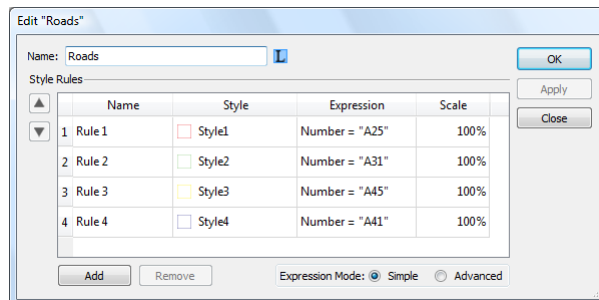 Edit "Roads"
Name: Roads L OK
Style Rules Apply
Name Style Expression Scale Close
1 Rule 1 Style1 Number = "A25" 100%
2 Rule 2 Style2 Number = "A31" 100%
3 Rule 3 Style3 Number = "A45" 100%
4 Rule 4 Style4 Number = "A41" 100%
Add Remove Expression Mode: Simple Advanced